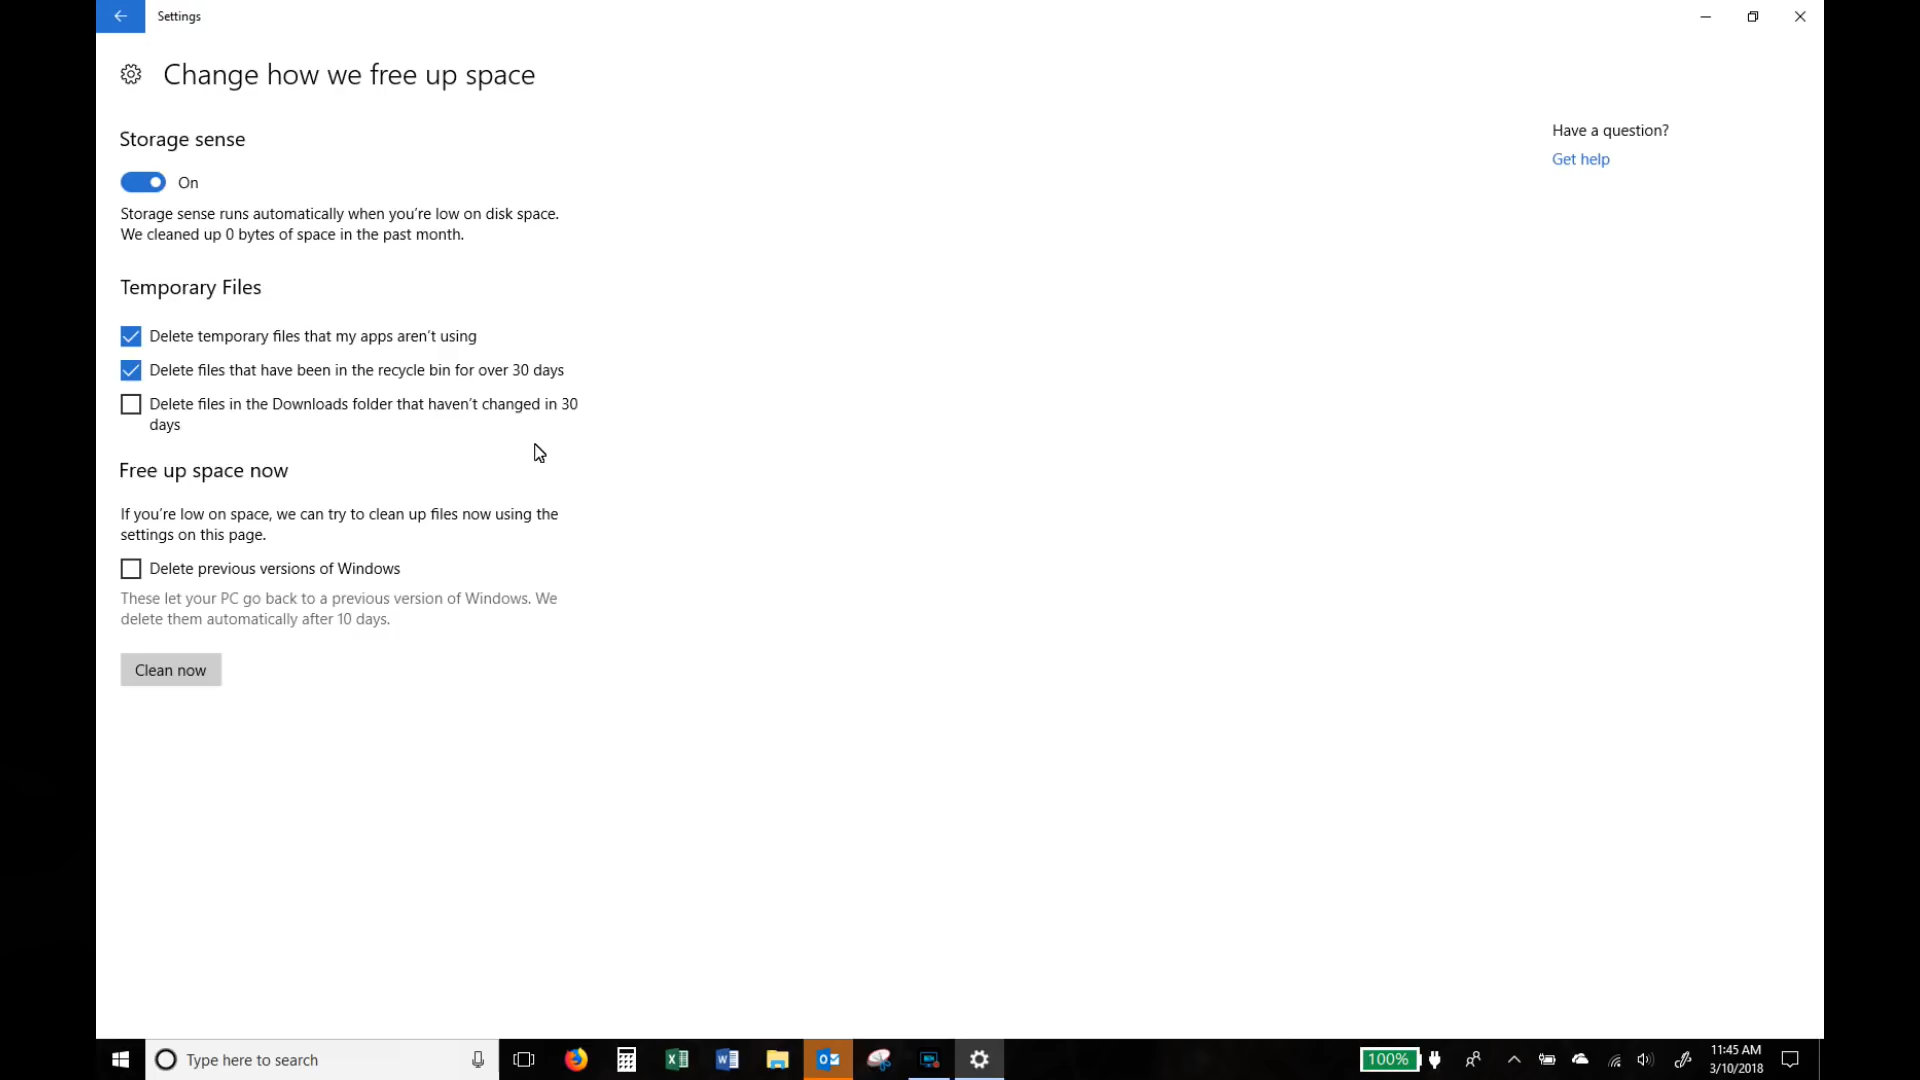 Settings
Change how we free up space
Storage sense
On
Storage sense runs automatically when you're low on disk space.
We cleaned up 0 bytes of space in the past month.
Temporary Files
Delete temporary files that my apps aren't using
Delete files that have been in the recycle bin for over 30 days
Delete files in the Downloads folder that haven't changed in 30
days
Free up space now
If you're low on space, we can try to clean up files now using the
settings on this page.
Delete previous versions of Windows
These let your PC go back to a previous version of Windows. We
delete them automatically after 10 days.
Clean now
Have a question?
Get help
Type here to search
100%
11:45 AM
3/10/2018